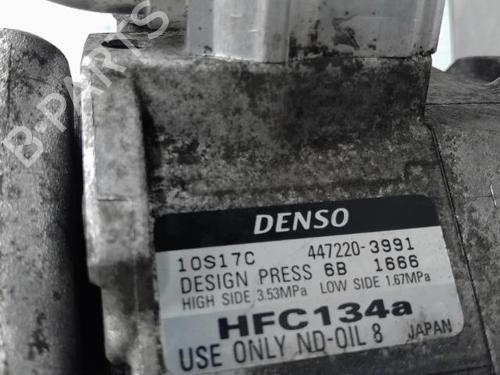 B-PARTS
DENSO
10S17C 447220-3991
DESIGN PRESS 6B 1666
HIGH SIDE 3.53MPa LOW SIDE 1.67MPa
HFC134a
USE ONLY ND-OIL 8 JAPAN
B-PARTS